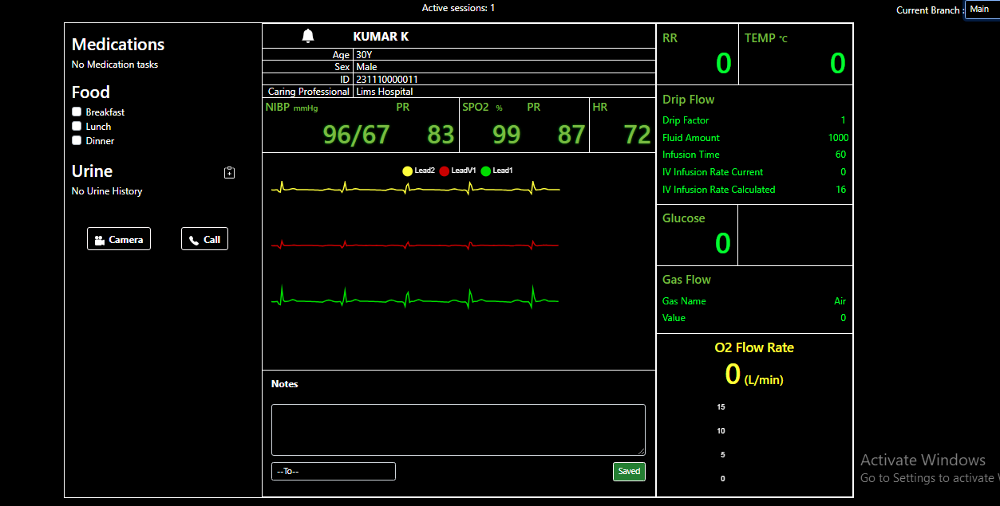 Active sessions: 1
Current Branch : Main
Medications
No Medication tasks
Food
Breakfast
Lunch
Dinner
Urine
No Urine History
Camera
Call
KUMAR K
Age 30Y
Sex Male
ID 231110000011
Caring Professional Lims Hospital
NIBP mmHg PR
96/67 83
SPO2 % PR
99 87
HR
72
Lead2 LeadV1 Lead1
Notes
--To--
Saved
RR
0
TEMP °C
0
Drip Flow
Drip Factor 1
Fluid Amount 1000
Infusion Time 60
IV Infusion Rate Current 0
IV Infusion Rate Calculated 16
Glucose
0
Gas Flow
Gas Name Air
Value 0
O2 Flow Rate
0 (L/min)
15
10
5
0
Activate Windows
Go to Settings to activate